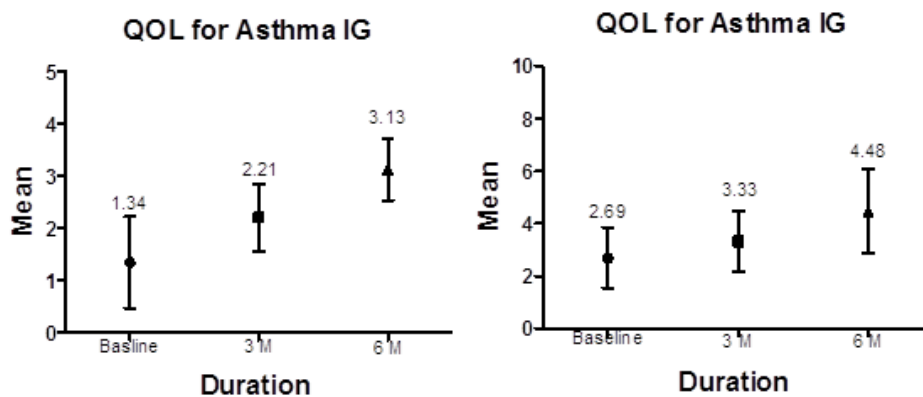 QOL for Asthma IG
5
4
3
2
1
0
Mean
1.34
2.21
3.13
Basline
3 M
6 M
Duration
QOL for Asthma IG
10
8
6
4
2
0
Mean
2.69
3.33
4.48
Baseline
3 M
6 M
Duration